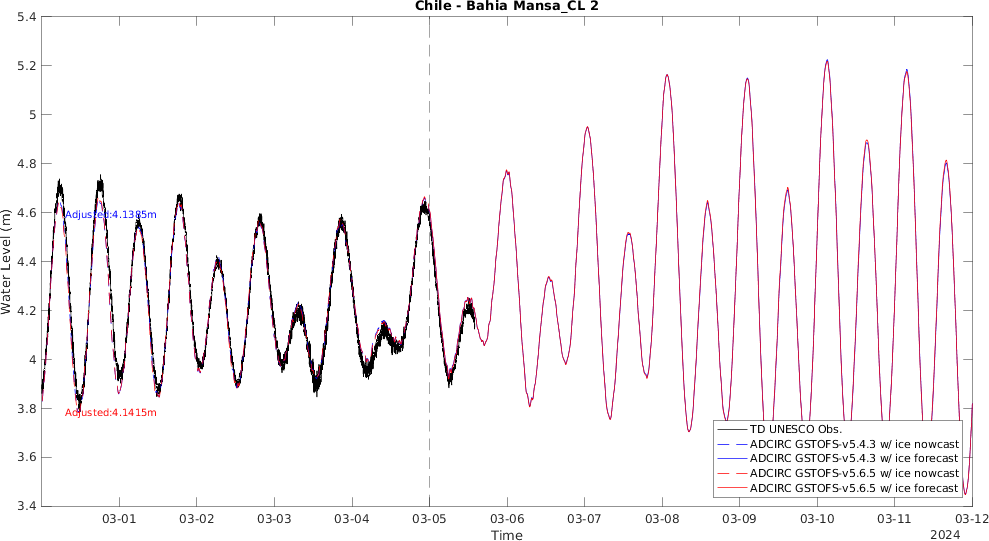 Chile - Bahia Mansa_CL 2
5.4
5.2
5
4.8
4.6
4.4
4.2
4
3.8
3.6
3.4
Water Level (m)
Adjusted:4.1385m
Adjusted:4.1415m
TD UNESCO Obs.
ADCIRC GSTOFS-v5.4.3 w/ ice nowcast
ADCIRC GSTOFS-v5.4.3 w/ ice forecast
ADCIRC GSTOFS-v5.6.5 w/ ice nowcast
ADCIRC GSTOFS-v5.6.5 w/ ice forecast
03-01 03-02 03-03 03-04 03-05 03-06 03-07 03-08 03-09 03-10 03-11 03-12
Time
2024